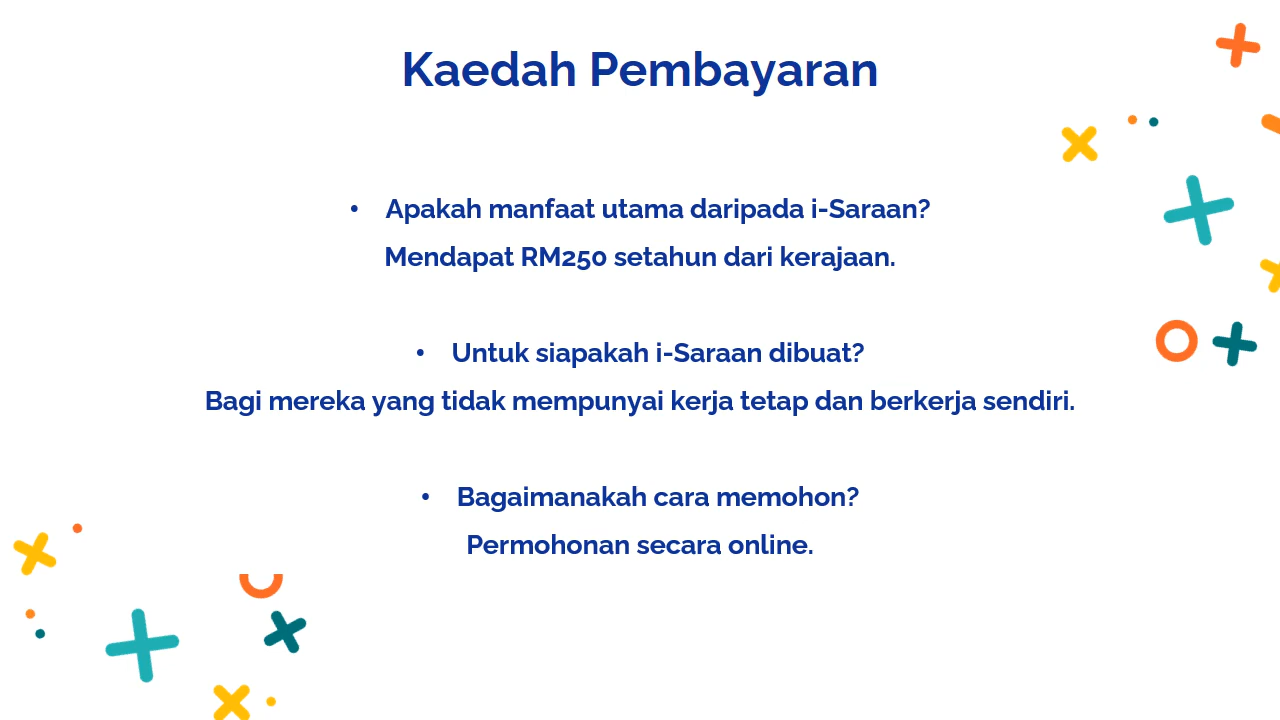 Kaedah Pembayaran
• Apakah manfaat utama daripada i-Saraan?
Mendapat RM250 setahun dari kerajaan.
• Untuk siapakah i-Saraan dibuat?
Bagi mereka yang tidak mempunyai kerja tetap dan berkerja sendiri.
• Bagaimanakah cara memohon?
Permohonan secara online.